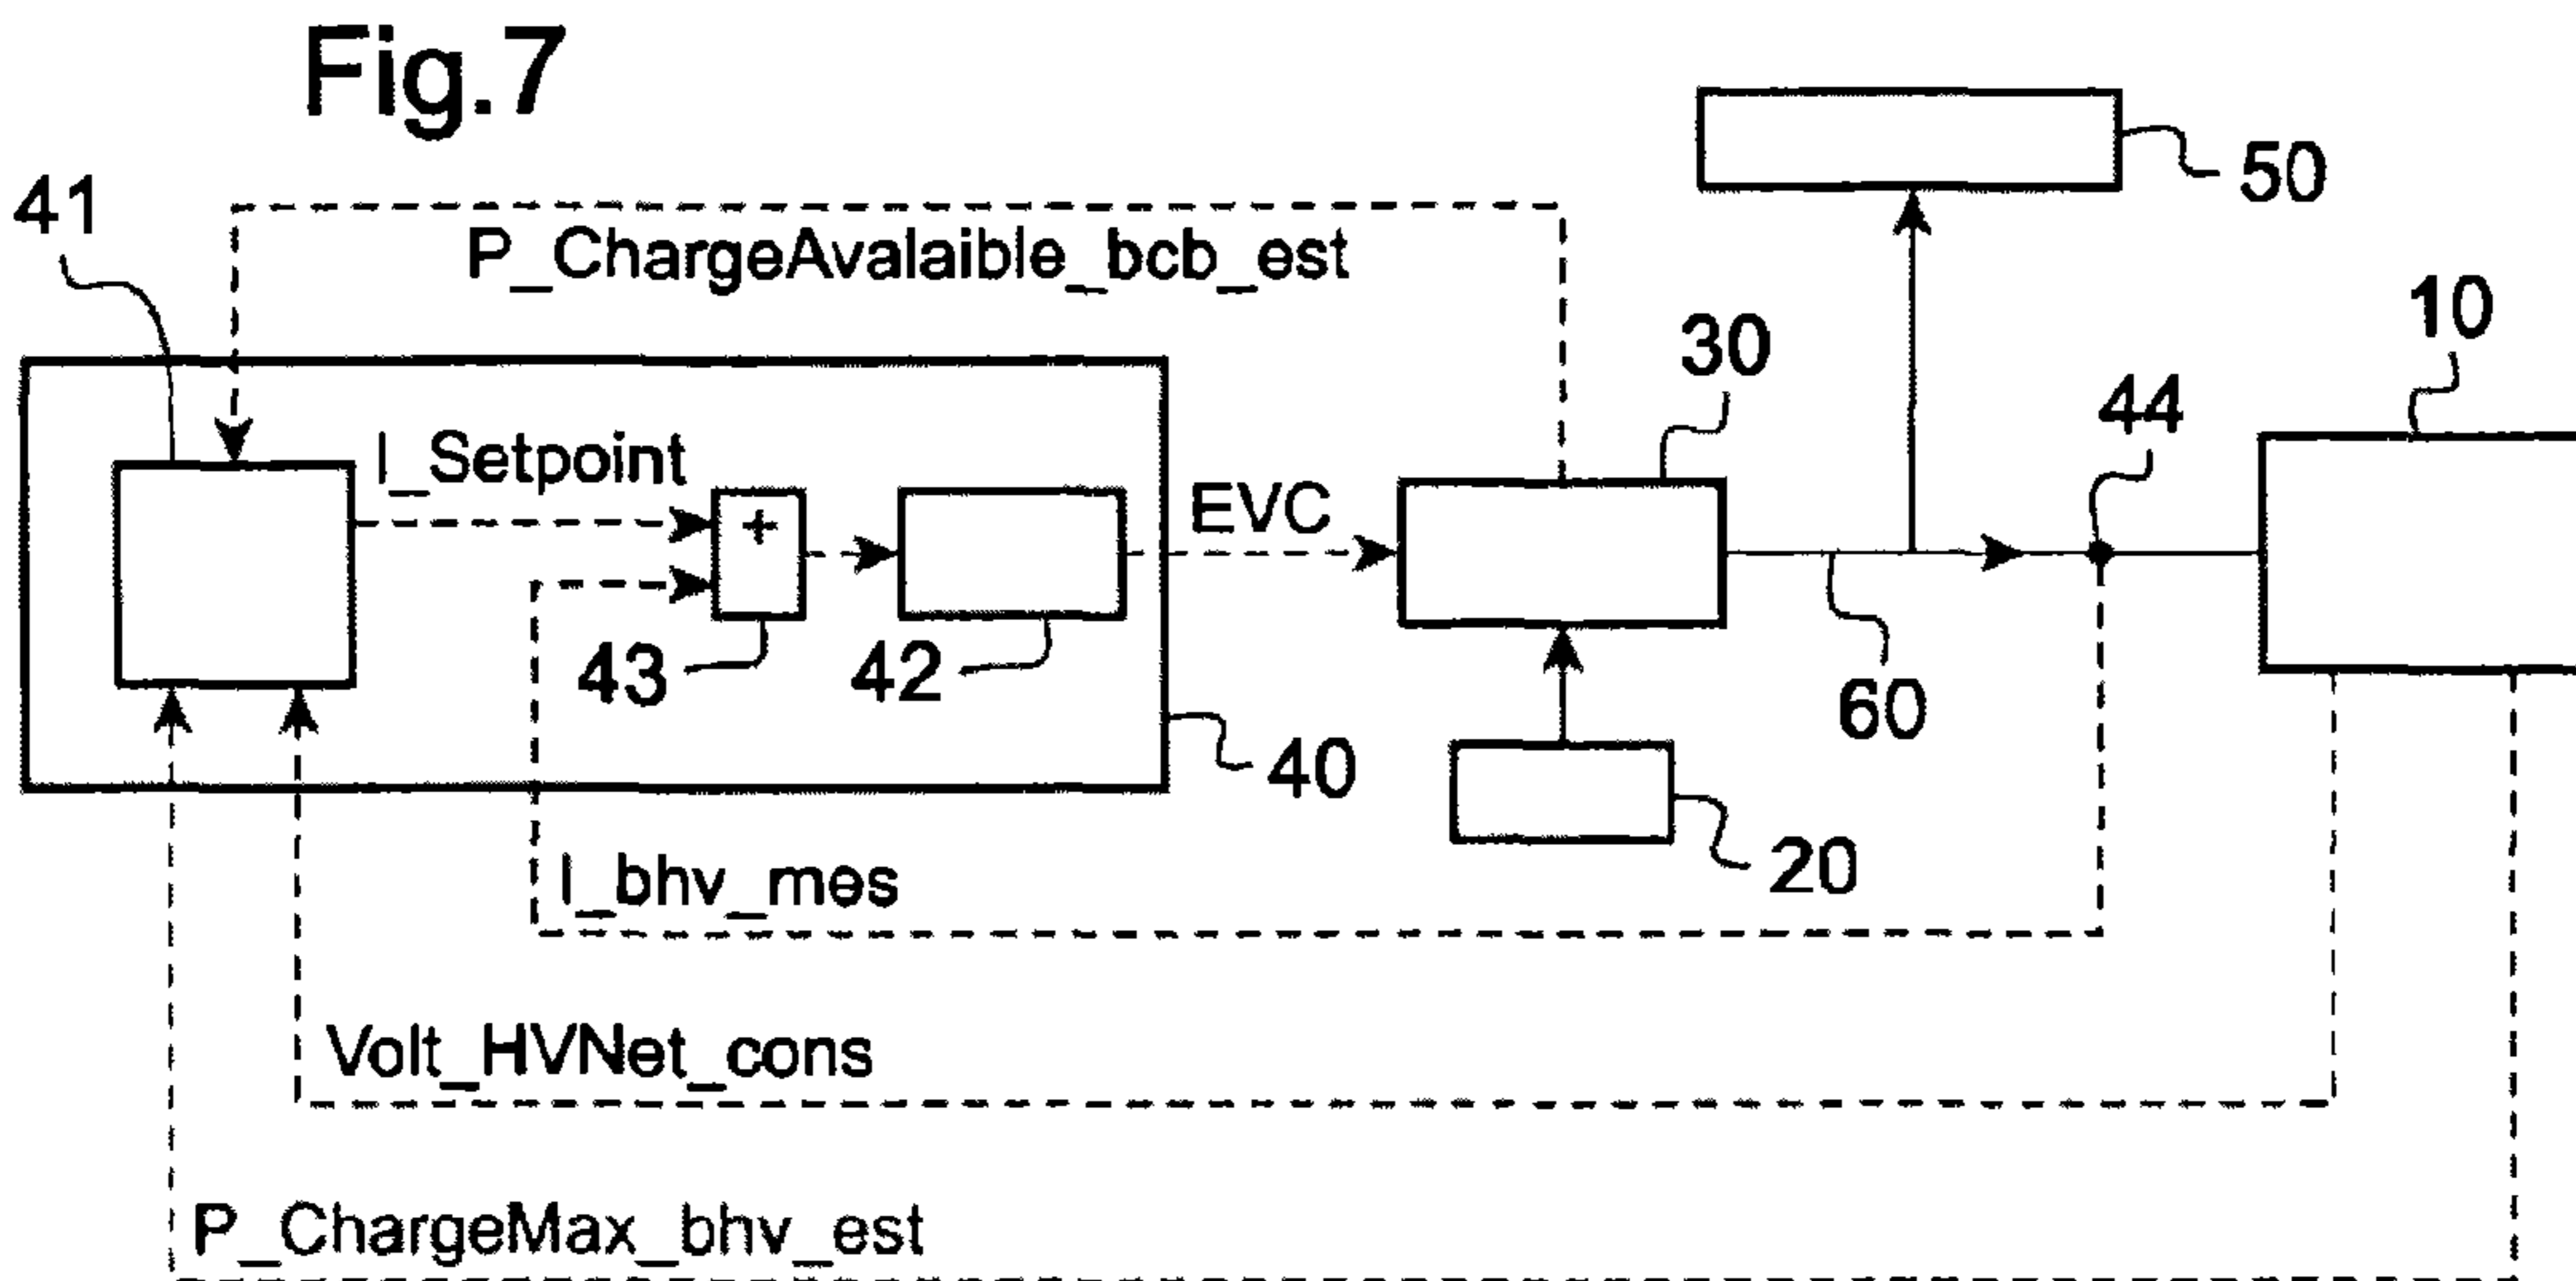 Fig.7
50
41
P_ChargeAvalaible_bcb_est
10
30
44
I_Setpoint
+
EVC
43
42
60
40
20
I_bhv_mes
Volt_HVNet_cons
P_ChargeMax_bhv_est